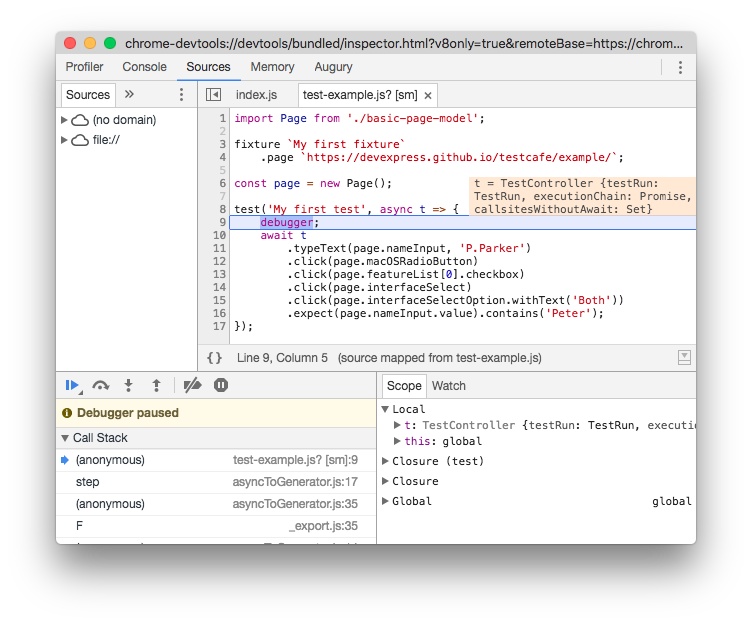 chrome-devtools://devtools/bundled/inspector.html?v8only=true&remoteBase=https://chrom...
Profiler Console Sources Memory Augury
Sources » index.js test-example.js? [sm] ×
(no domain)
file://
1 import Page from './basic-page-model';
2
3 fixture `My first fixture`
4 .page `https://devexpress.github.io/testcafe/example/`;
5
6 const page = new Page();
7
8 test('My first test', async t => {
t = TestController {testRun:
TestRun, executionChain: Promise,
callsitesWithoutAwait: Set}
9 debugger;
10 await t
11 .typeText(page.nameInput, 'P.Parker')
12 .click(page.macOSRadioButton)
13 .click(page.featureList[0].checkbox)
14 .click(page.interfaceSelect)
15 .click(page.interfaceSelectOption.withText('Both'))
16 .expect(page.nameInput.value).contains('Peter');
17 });
{} Line 9, Column 5 (source mapped from test-example.js)
Debugger paused
Call Stack
(anonymous) test-example.js? [sm]:9
step asyncToGenerator.js:17
(anonymous) asyncToGenerator.js:35
F _export.js:35
Scope Watch
Local
t: TestController {testRun: TestRun, executi
this: global
Closure (test)
Closure
Global global